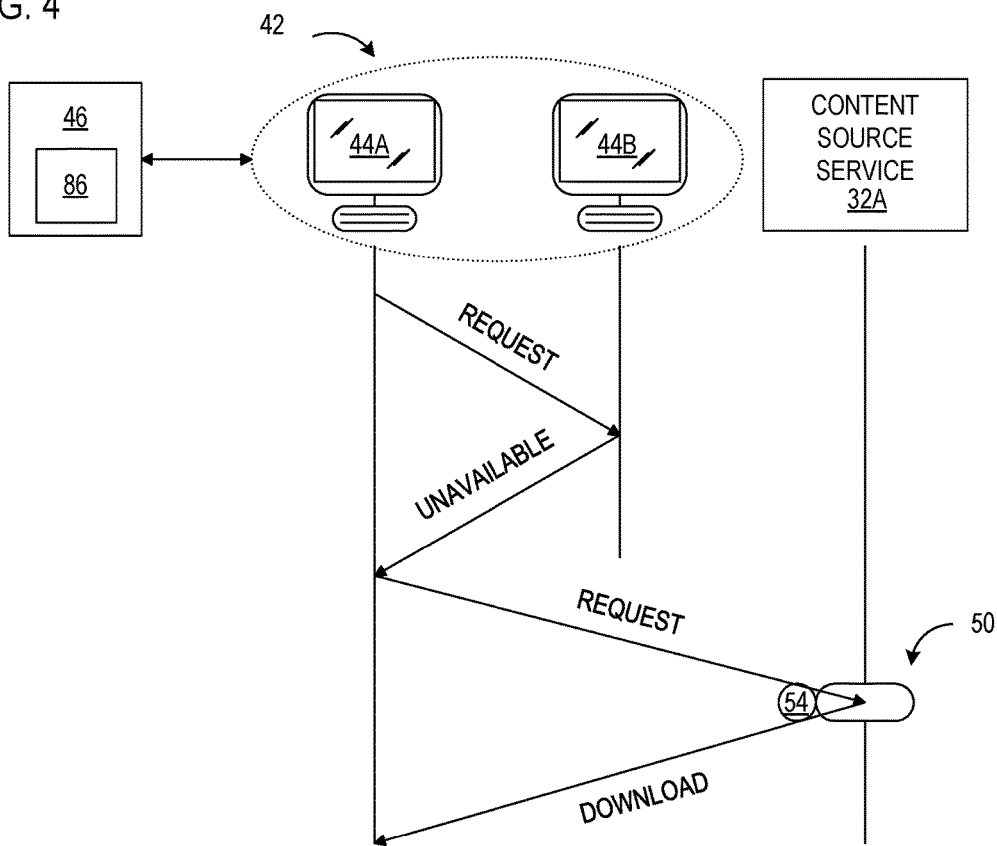 G. 4
42
46
86
44A
44B
CONTENT
SOURCE
SERVICE
32A
REQUEST
UNAVAILABLE
REQUEST
50
54
DOWNLOAD